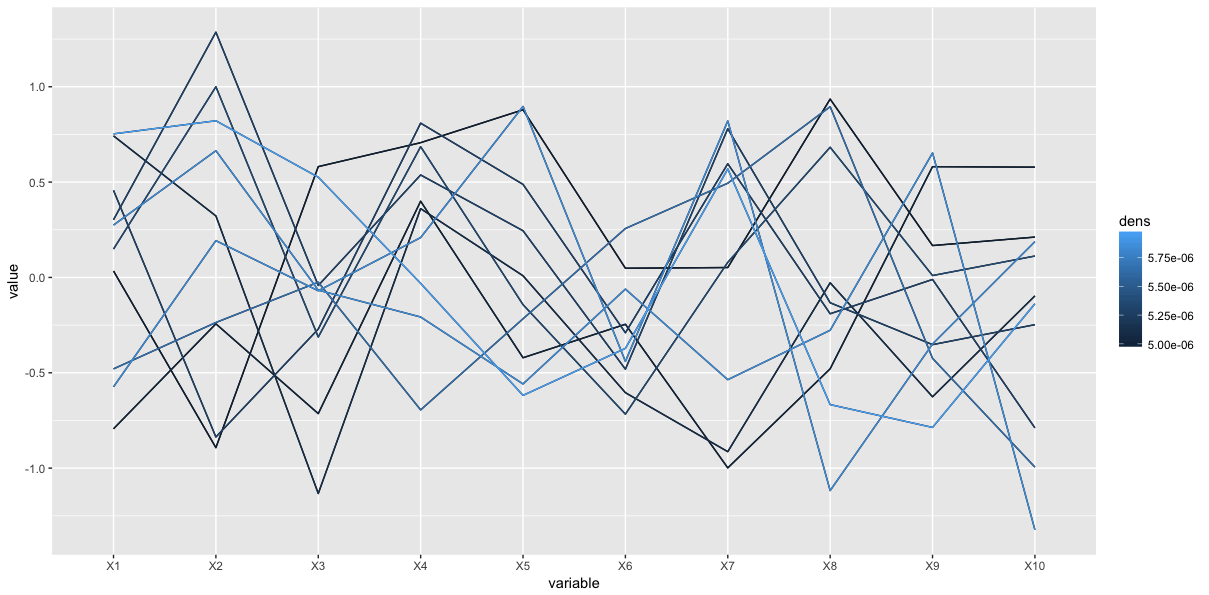 value
1.0
0.5
0.0
-0.5
-1.0
X1 X2 X3 X4 X5 X6 X7 X8 X9 X10
variable
dens
5.75e-06
5.50e-06
5.25e-06
5.00e-06